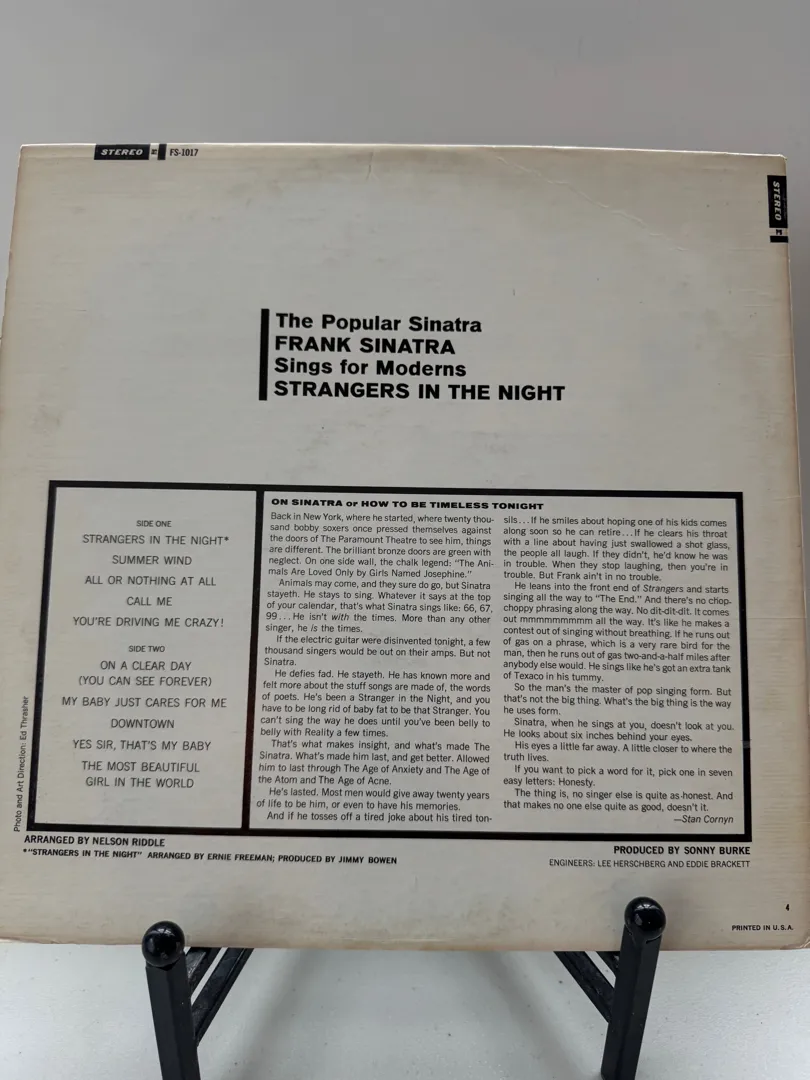 STEREO FS-1017
STEREO
The Popular Sinatra
FRANK SINATRA
Sings for Moderns
STRANGERS IN THE NIGHT
SIDE ONE
STRANGERS IN THE NIGHT*
SUMMER WIND
ALL OR NOTHING AT ALL
CALL ME
YOU'RE DRIVING ME CRAZY!
SIDE TWO
ON A CLEAR DAY
(YOU CAN SEE FOREVER)
MY BABY JUST CARES FOR ME
DOWNTOWN
YES SIR, THAT'S MY BABY
THE MOST BEAUTIFUL
GIRL IN THE WORLD
ON SINATRA or HOW TO BE TIMELESS TONIGHT
Back in New York, where he started, where twenty thou-
sand bobby soxers once pressed themselves against
the doors of The Paramount Theatre to see him, things
are different. The brilliant bronze doors are green with
neglect. On one side wall, the chalk legend: "The Ani-
mals Are Loved Only by Girls Named Josephine."
Animals may come, and they sure do go, but Sinatra
stayeth. He stays to sing. Whatever it says at the top
of your calendar, that's what Sinatra sings like: 66, 67,
99... He isn't with the times. More than any other
singer, he is the times.
If the electric guitar were disinvented tonight, a few
thousand singers would be out on their amps. But not
Sinatra.
He defies fad. He stayeth. He has known more and
felt more about the stuff songs are made of, the words
of poets. He's been a Stranger in the Night, and you
have to be long rid of baby fat to be that Stranger. You
can't sing the way he does until you've been belly to
belly with Reality a few times.
That's what makes insight, and what's made The
Sinatra. What's made him last, and get better. Allowed
him to last through The Age of Anxiety and The Age of
the Atom and The Age of Acne.
He's lasted. Most men would give away twenty years
of life to be him, or even to have his memories.
And if he tosses off a tired joke about his tired ton-
sils... If he smiles about hoping one of his kids comes
along soon so he can retire... If he clears his throat
with a line about having just swallowed a shot glass,
the people all laugh. If they didn't, he'd know he was
in trouble. When they stop laughing, then you're in
trouble. But Frank ain't in no trouble.
He leans into the front end of Strangers and starts
singing all the way to "The End." And there's no chop-
choppy phrasing along the way. No dit-dit-dit. It comes
out mmmmmmmmm all the way. It's like he makes a
contest out of singing without breathing. If he runs out
of gas on a phrase, which is a very rare bird for the
man, then he runs out of gas two-and-a-half miles after
anybody else would. He sings like he's got an extra tank
of Texaco in his tummy.
So the man's the master of pop singing form. But
that's not the big thing. What's the big thing is the way
he uses form.
Sinatra, when he sings at you, doesn't look at you.
He looks about six inches behind your eyes.
His eyes a little far away. A little closer to where the
truth lives.
If you want to pick a word for it, pick one in seven
easy letters: Honesty.
The thing is, no singer else is quite as-honest. And
that makes no one else quite as good, doesn't it.
—Stan Cornyn
Photo and Art Direction: Ed Thrasher
ARRANGED BY NELSON RIDDLE
*"STRANGERS IN THE NIGHT" ARRANGED BY ERNIE FREEMAN; PRODUCED BY JIMMY BOWEN
PRODUCED BY SONNY BURKE
ENGINEERS: LEE HERSCHBERG AND EDDIE BRACKETT
4
PRINTED IN U.S.A.